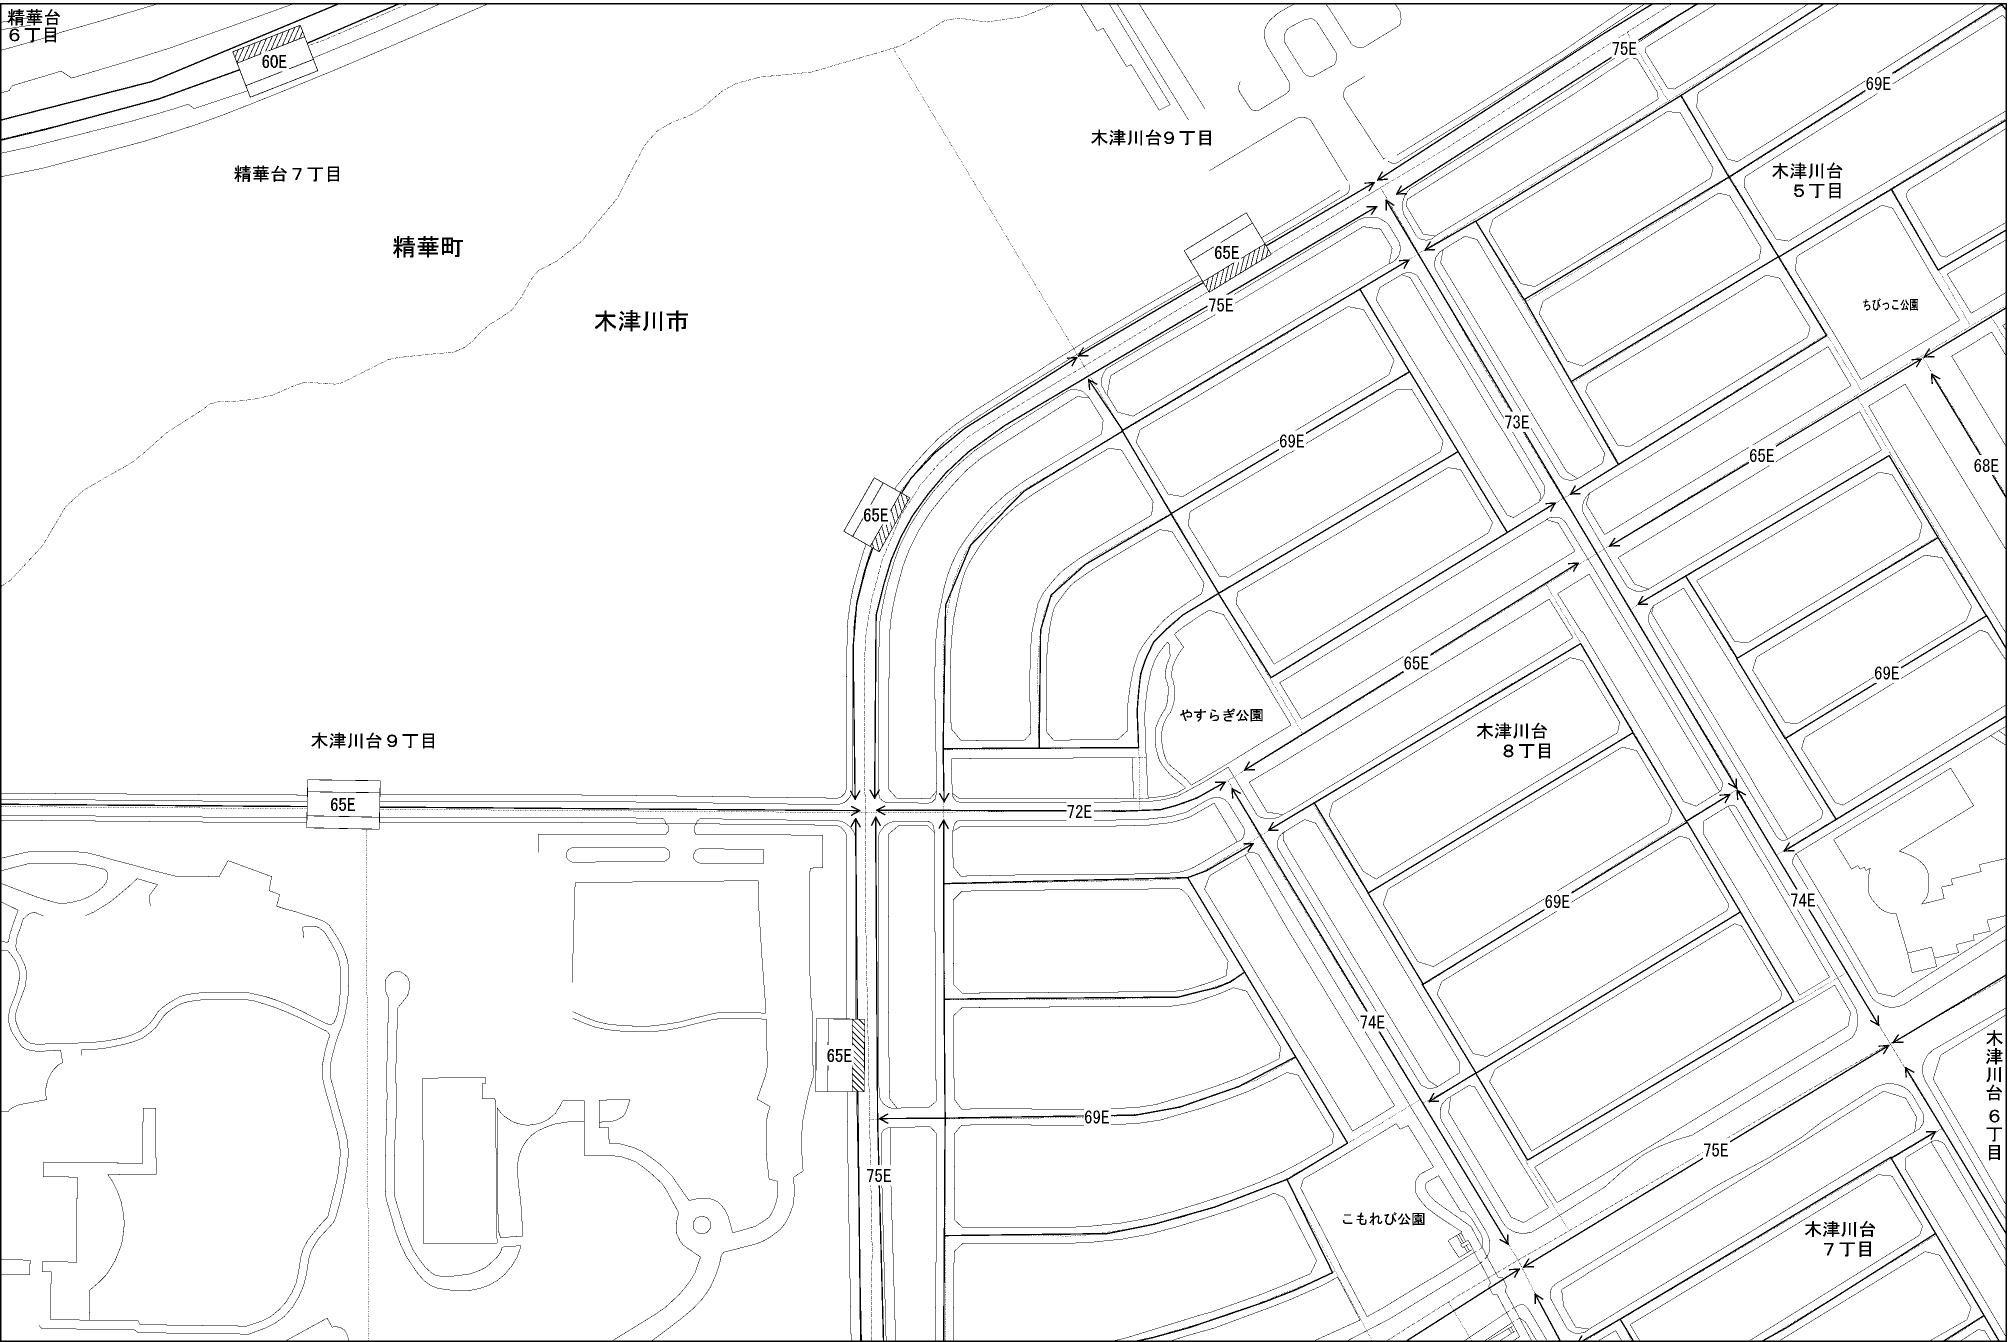 精華台
６丁目
60E
75E
69E
木津川台９丁目
精華台７丁目
木津川台
５丁目
精華町
65E
75E
ちびっこ公園
木津川市
73E
69E
65E
68E
65E
65E
69E
やすらぎ公園
木津川台９丁目
木津川台
８丁目
65E
72E
69E
74E
74E
65E
木津川台６丁目
69E
75E
75E
こもれび公園
木津川台
７丁目